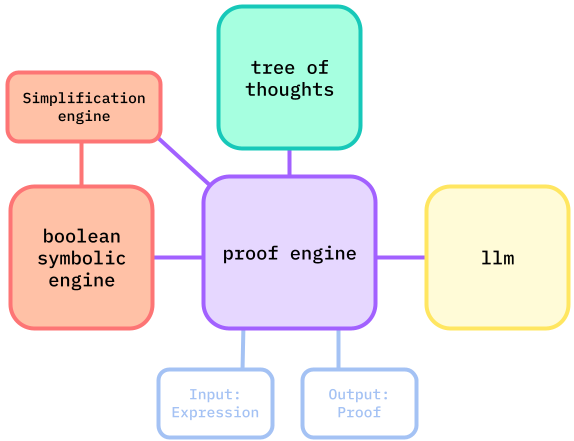 tree of
thoughts
Simplification
engine
boolean
symbolic
engine
proof engine
llm
Input:
Expression
Output:
Proof